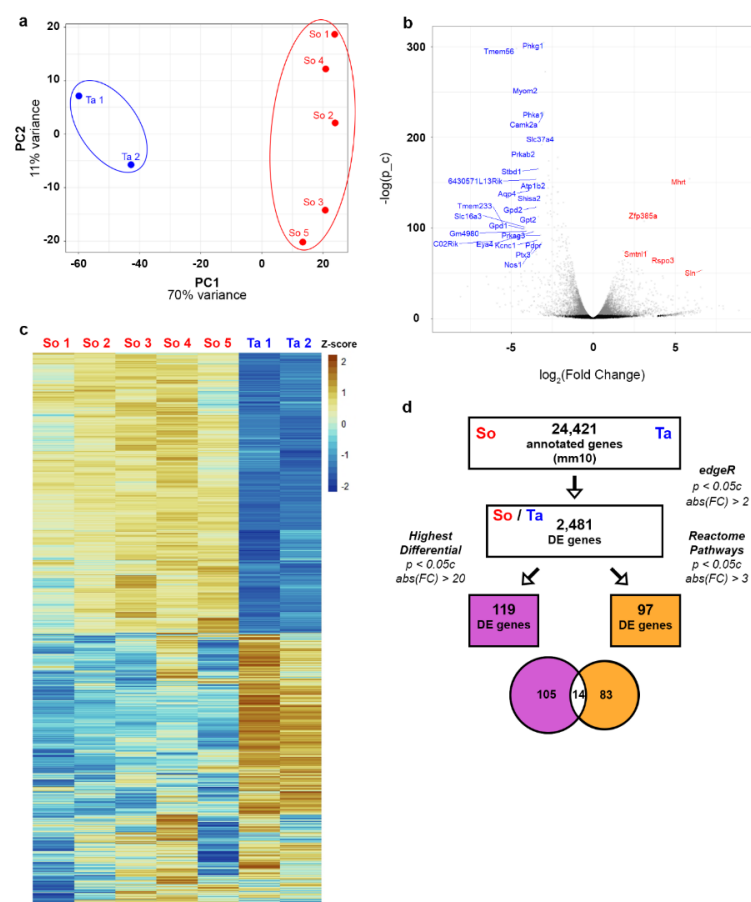 a
20
10
0
-10
-20
-60
-40
-20
0
20
PC2
11% variance
PC1
70% variance
Ta 1
Ta 2
So 1
So 4
So 2
So 3
So 5
b
300
200
100
0
-5
0
5
-log(p_c)
log2(Fold Change)
Phkg1
Tmem56
Myom2
Phka1
Camk2a
Slc37a4
Prkab2
Stbd1
6430571L13Rik
Atp1b2
Aqp4
Shisa2
Tmem233
Gpd2
Slc16a3
Gpt2
Gpd1
Gm4980
Prkag3
C02Rik
Eya4
Kcnc1
Pdpr
Ptx3
Nos1
Mhrt
Zfp385a
Smtnl1
Rspo3
Sln
c
So 1 So 2 So 3 So 4 So 5 Ta 1 Ta 2
Z-score
2
1
0
-1
-2
d
So 24,421 Ta
annotated genes
(mm10)
edgeR
p < 0.05c
abs(FC) > 2
So / Ta
2,481
DE genes
Highest
Differential
p < 0.05c
abs(FC) > 20
Reactome
Pathways
p < 0.05c
abs(FC) > 3
119
DE genes
97
DE genes
105 14 83